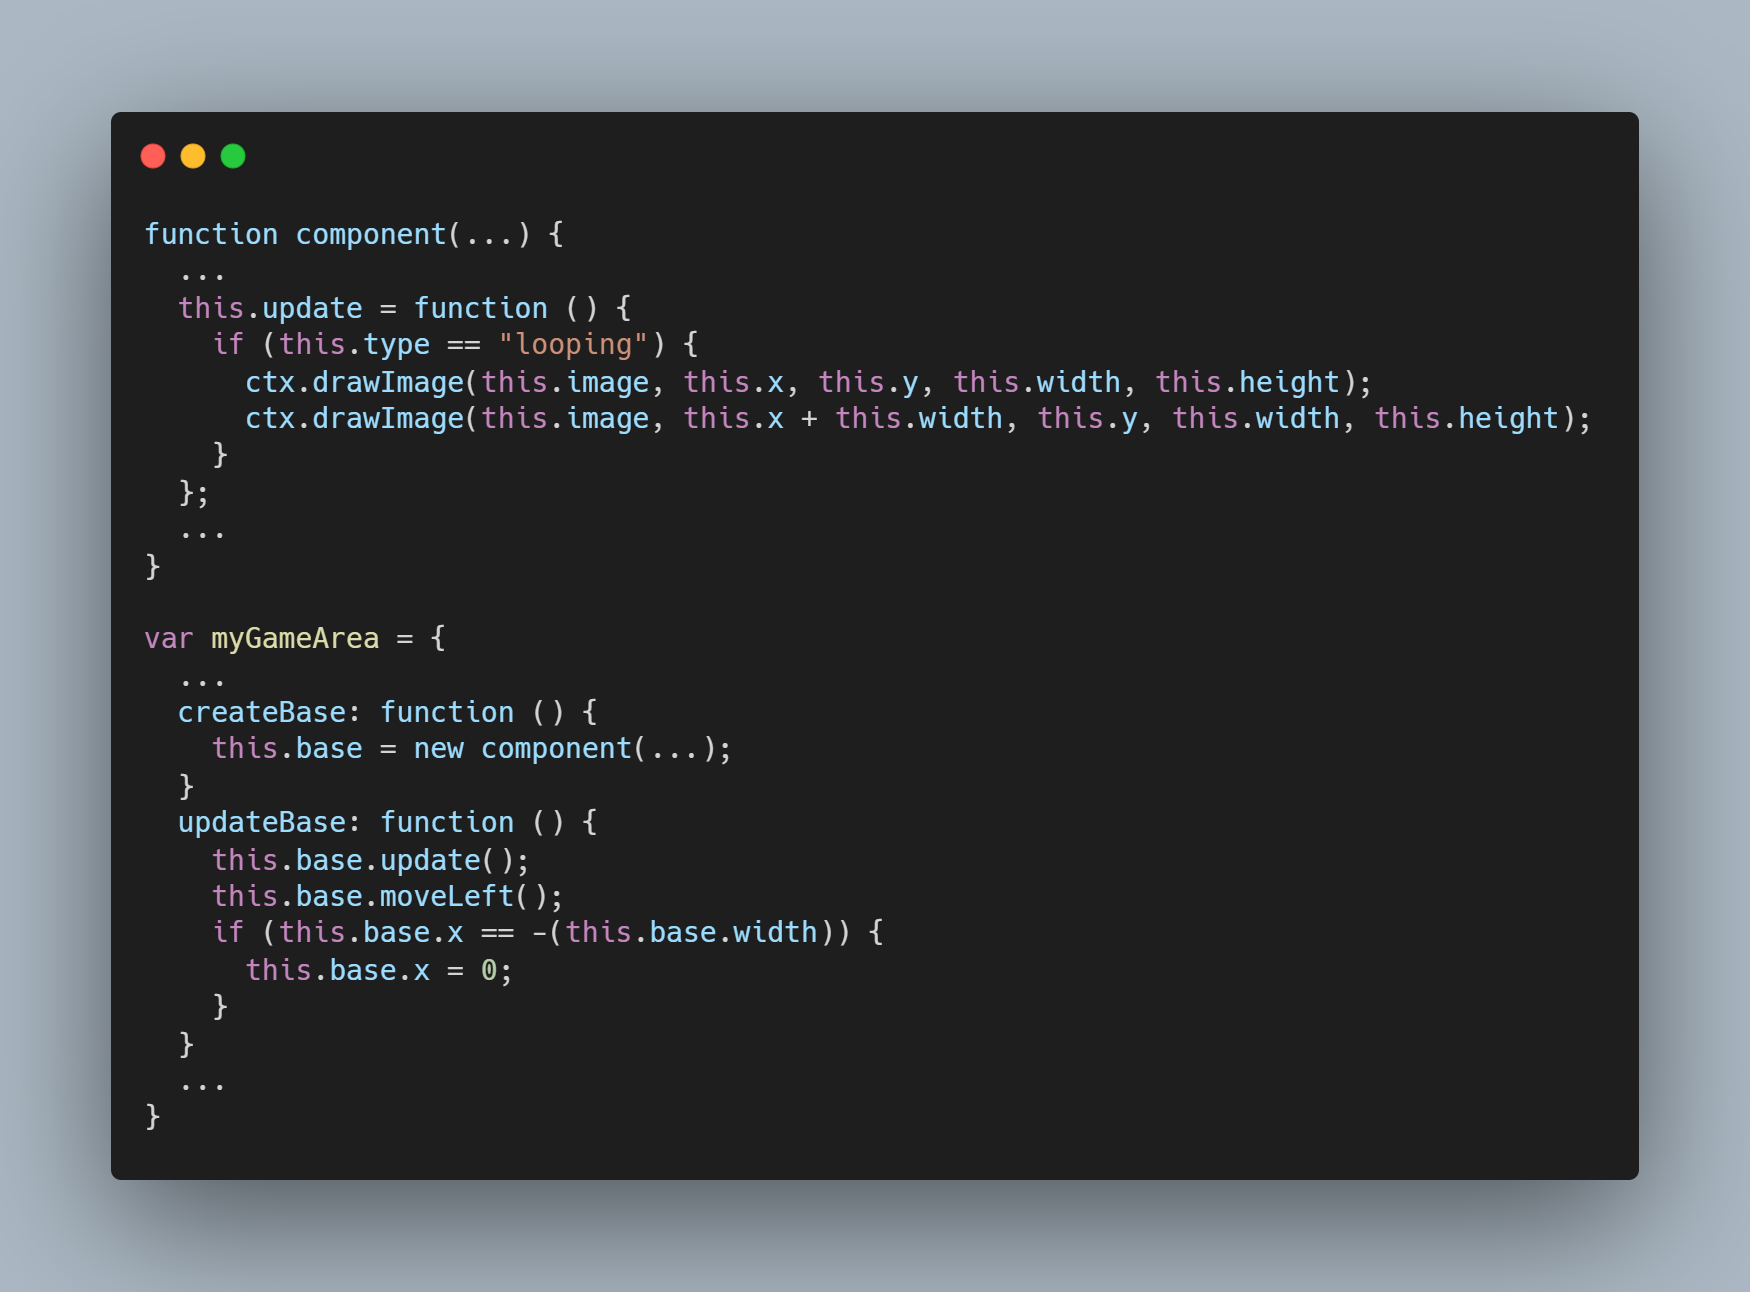 function component(...) {
  ...
  this.update = function () {
    if (this.type == "looping") {
      ctx.drawImage(this.image, this.x, this.y, this.width, this.height);
      ctx.drawImage(this.image, this.x + this.width, this.y, this.width, this.height);
    }
  };
  ...
}

var myGameArea = {
  ...
  createBase: function () {
    this.base = new component(...);
  }
  updateBase: function () {
    this.base.update();
    this.base.moveLeft();
    if (this.base.x == -(this.base.width)) {
      this.base.x = 0;
    }
  }
  ...
}